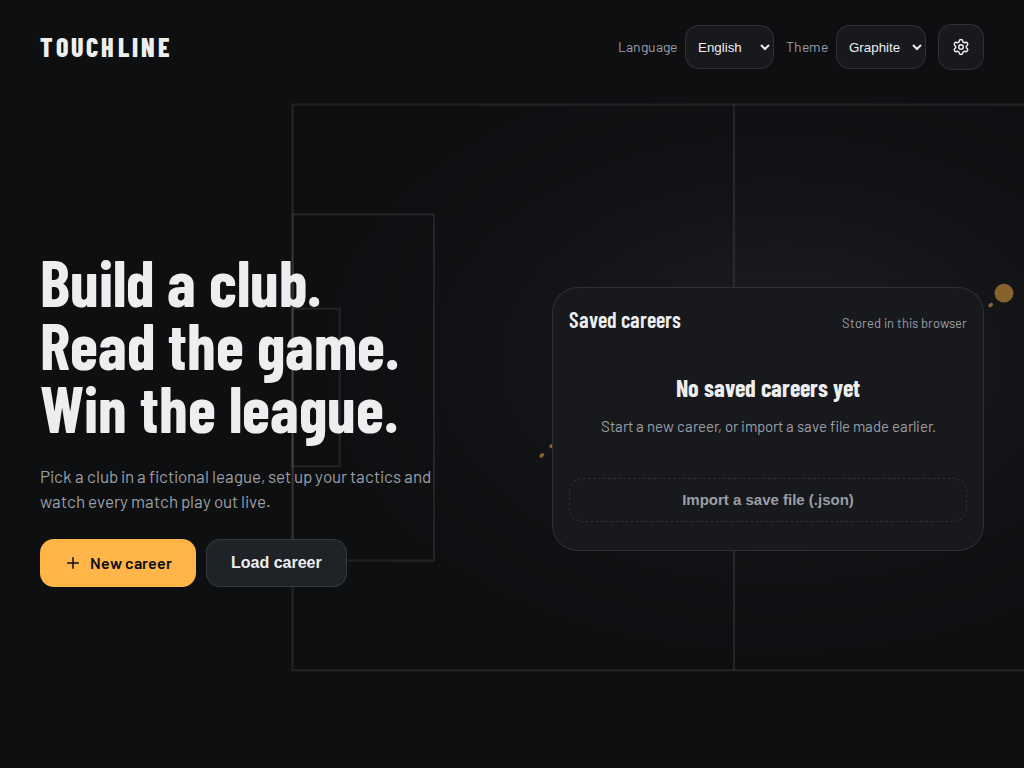 TOUCHLINE
Language
English
Theme
Graphite
Build a club.
Read the game.
Win the league.
Pick a club in a fictional league, set up your tactics and
watch every match play out live.
New career
Load career
Saved careers
Stored in this browser
No saved careers yet
Start a new career, or import a save file made earlier.
Import a save file (.json)